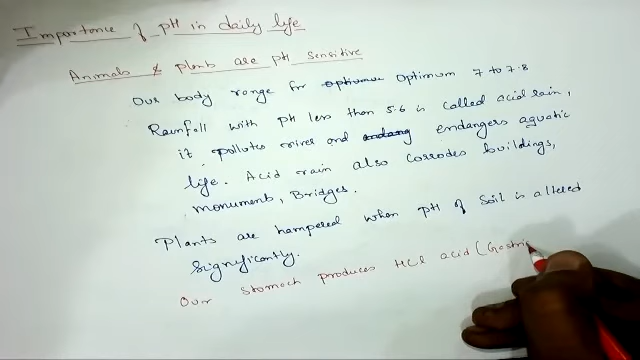 Importance of pH in daily life
Animals & plants are pH sensitive
Our body range for optimum 7 to 7.8
Rainfall with pH less than 5.6 is called acid rain,
it pollutes river and endangers aquatic
life. Acid rain also corrodes buildings,
monuments, Bridges.
Plants are hampered when pH of Soil is altered
significantly.
Our stomach produces HCl acid (Gastri